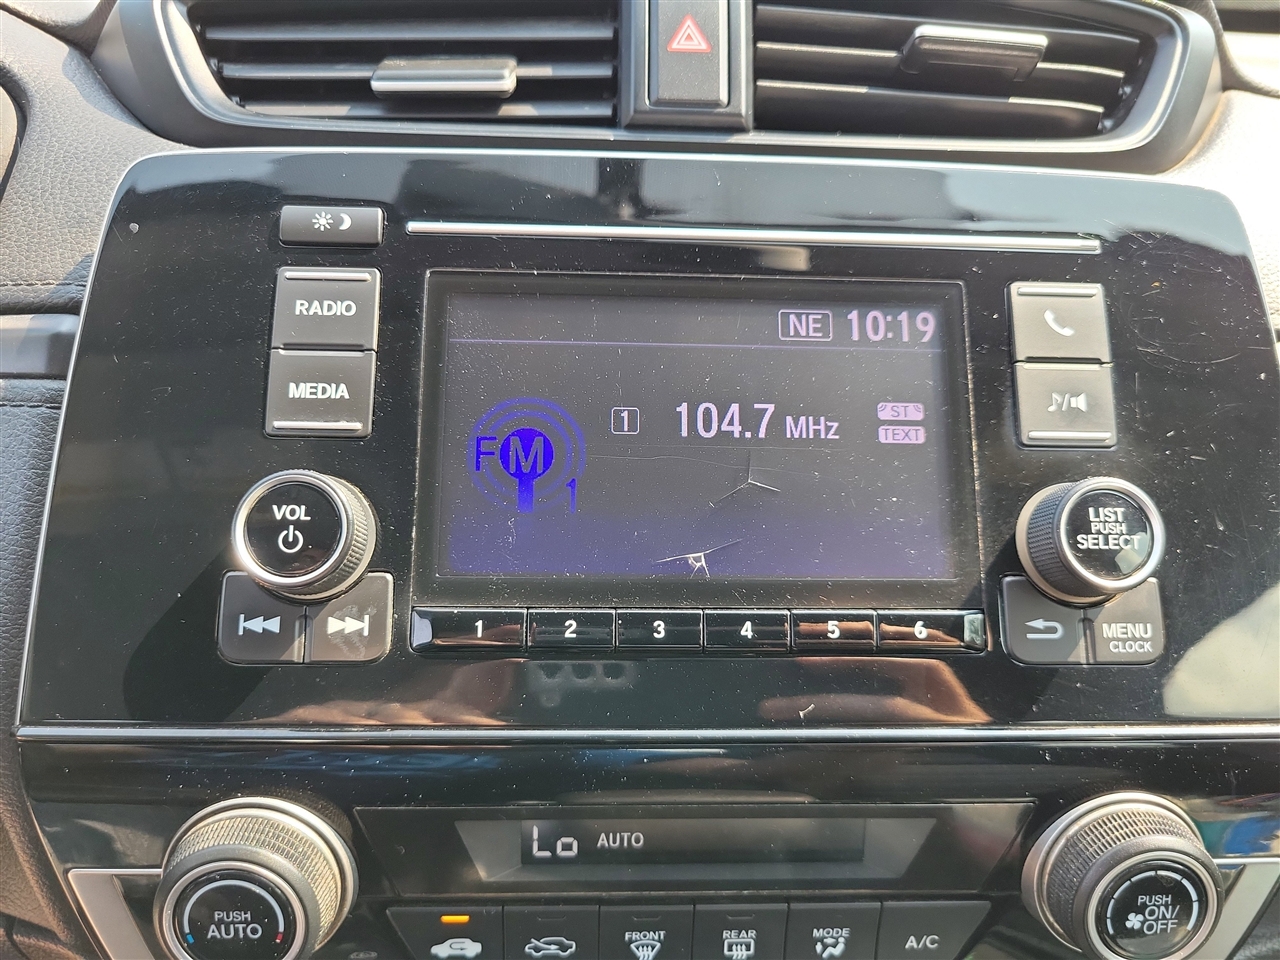 RADIO
MEDIA
NE 10:19
1 104.7 MHz
ST
TEXT
FM
1
VOL
LIST
PUSH
SELECT
1 2 3 4 5 6
MENU
CLOCK
Lo AUTO
PUSH
AUTO
FRONT
REAR
MODE
A/C
PUSH
ON/
OFF